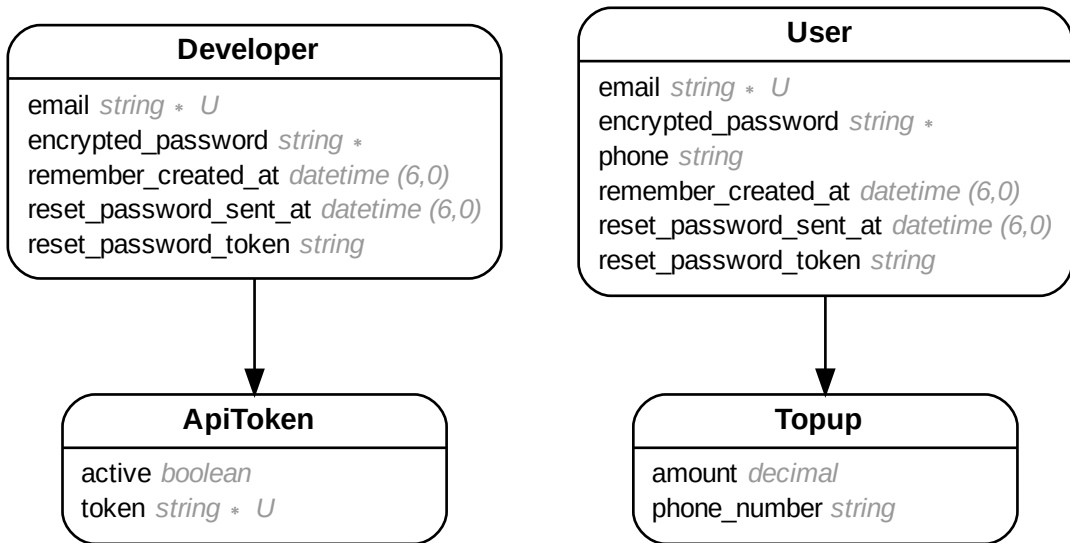 Developer
email string * U
encrypted_password string *
remember_created_at datetime (6,0)
reset_password_sent_at datetime (6,0)
reset_password_token string
User
email string * U
encrypted_password string *
phone string
remember_created_at datetime (6,0)
reset_password_sent_at datetime (6,0)
reset_password_token string
ApiToken
active boolean
token string * U
Topup
amount decimal
phone_number string